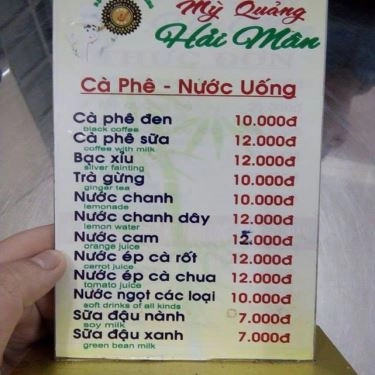 Mỳ Quảng
Hải Mân
Cà Phê - Nước Uống
Cà phê đen 10.000đ
black coffee
Cà phê sữa 12.000đ
coffee with milk
Bạc xỉu 12.000đ
silver fainting
Trà gừng 10.000đ
ginger tea
Nước chanh 10.000đ
lemonade
Nước chanh dây 12.000đ
lemon water
Nước cam 15.000đ
orange juice
Nước ép cà rốt 12.000đ
carrot juice
Nước ép cà chua 12.000đ
tomato juice
Nước ngọt các loại 10.000đ
soft drinks of all kinds
Sữa đậu nành 7.000đ
soy milk
Sữa đậu xanh 7.000đ
green bean milk